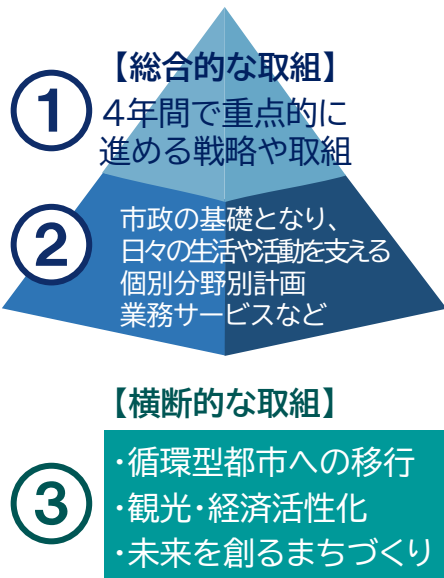 【総合的な取組】
① 4年間で重点的に
進める戦略や取組
② 市政の基礎となり、
日々の生活や活動を支える
個別分野別計画
業務サービスなど
【横断的な取組】
③ ・循環型都市への移行
・観光・経済活性化
・未来を創るまちづくり